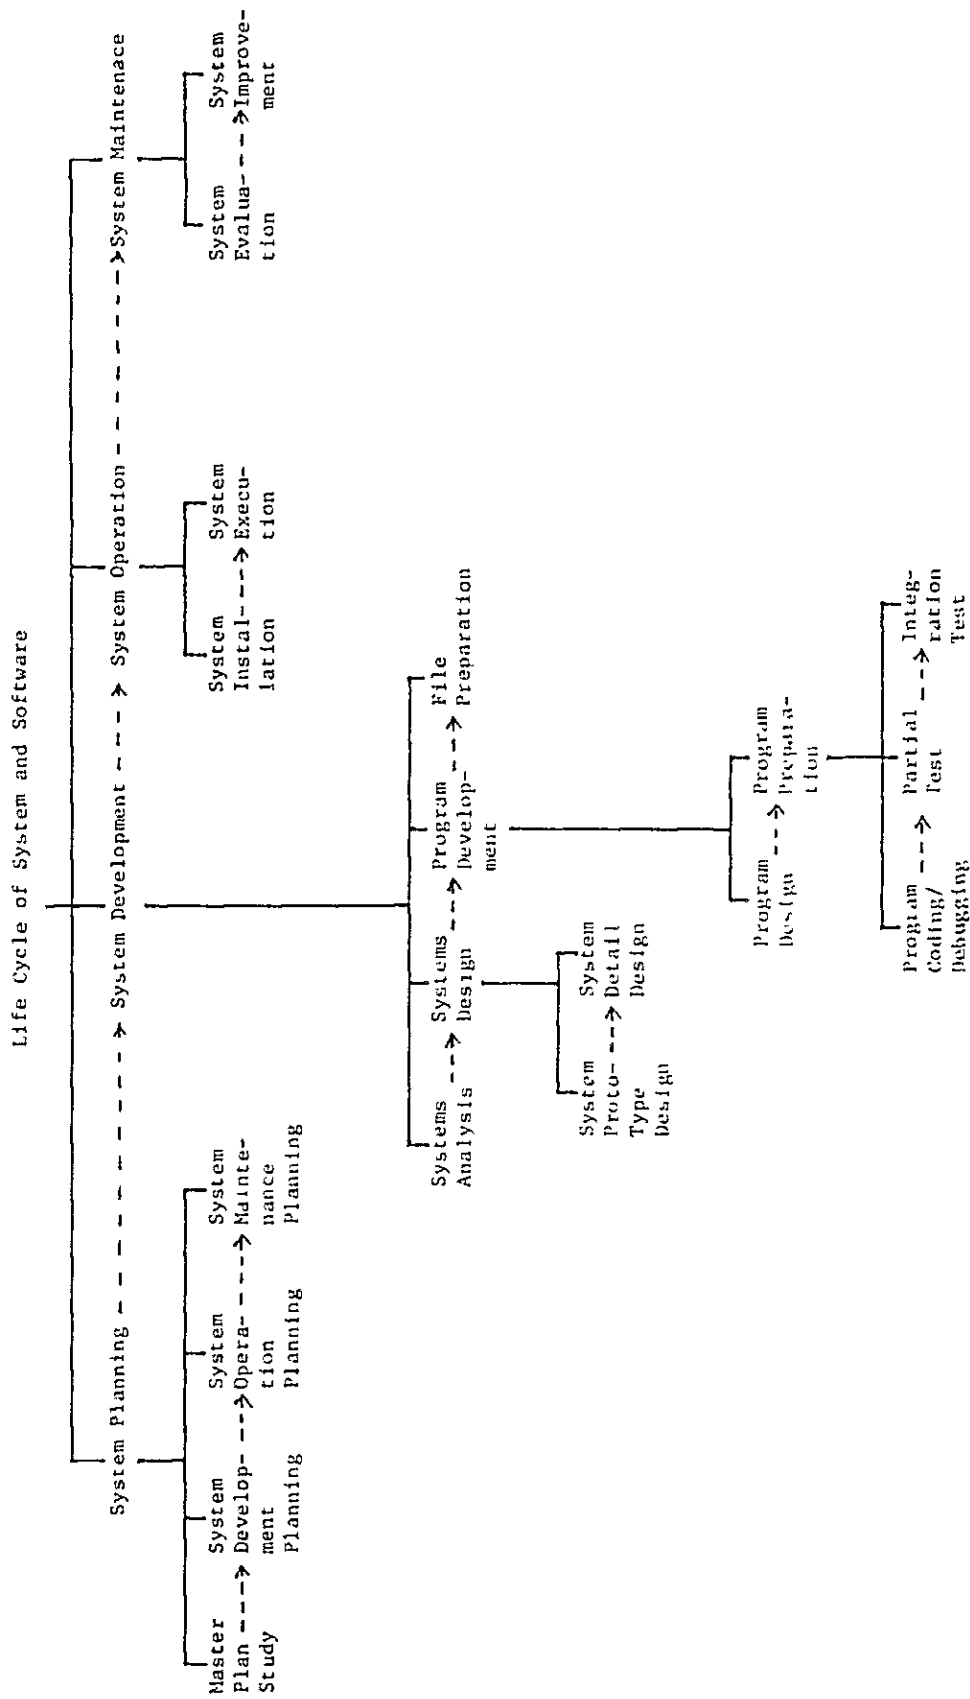 Life Cycle of System and Software
System Planning System Development System Operation System Maintenace
Master System System System
Plan Develop- Opera- Mainte-
Study ment tion nance
Planning Planning Planning
System System
Instal- Execu-
lation tion
System System
Evalua- Improve-
tion ment
Systems Systems Program File
Analysis Design Develop- Preparation
ment
System System
Proto- Detail
Type Design
Design
Program Program
Design Prepara-
tion
Program Partial Integ-
Coding/ Test ration
Debugging Test